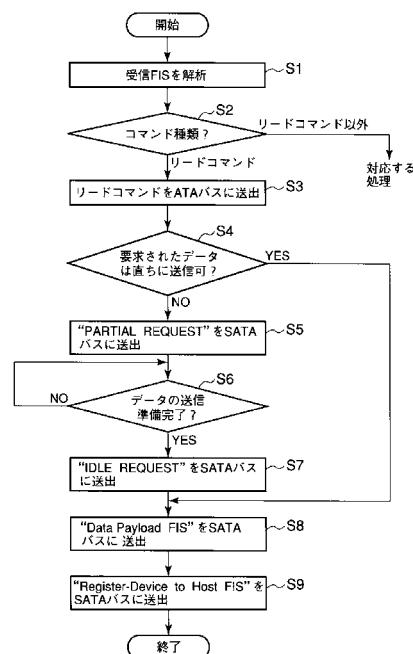 開始
受信FISを解析
S1
S2
コマンド種類?
リードコマンド以外
リードコマンド
対応する
処理
リードコマンドをATAバスに送出
S3
S4
要求されたデータ
は直ちに送信可?
YES
NO
“PARTIAL REQUEST”をSATA
バスに送出
S5
S6
データの送信
準備完了?
NO
YES
“IDLE REQUEST”をSATAバス
に送出
S7
“Data Payload FIS”をSATA
バスに 送出
S8
“Register-Device to Host FIS”を
SATAバスに送出
S9
終了